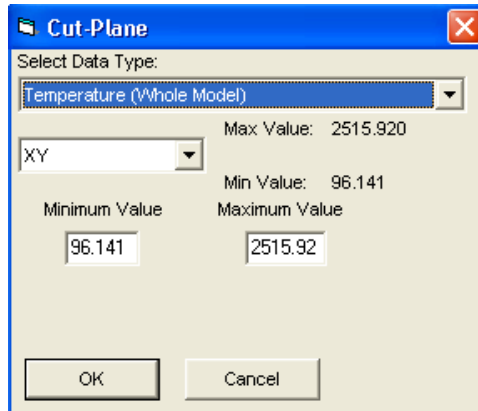 Cut-Plane
Select Data Type:
Temperature (Whole Model)
Max Value: 2515.920
XY
Min Value: 96.141
Minimum Value Maximum Value
96.141 2515.92
OK Cancel